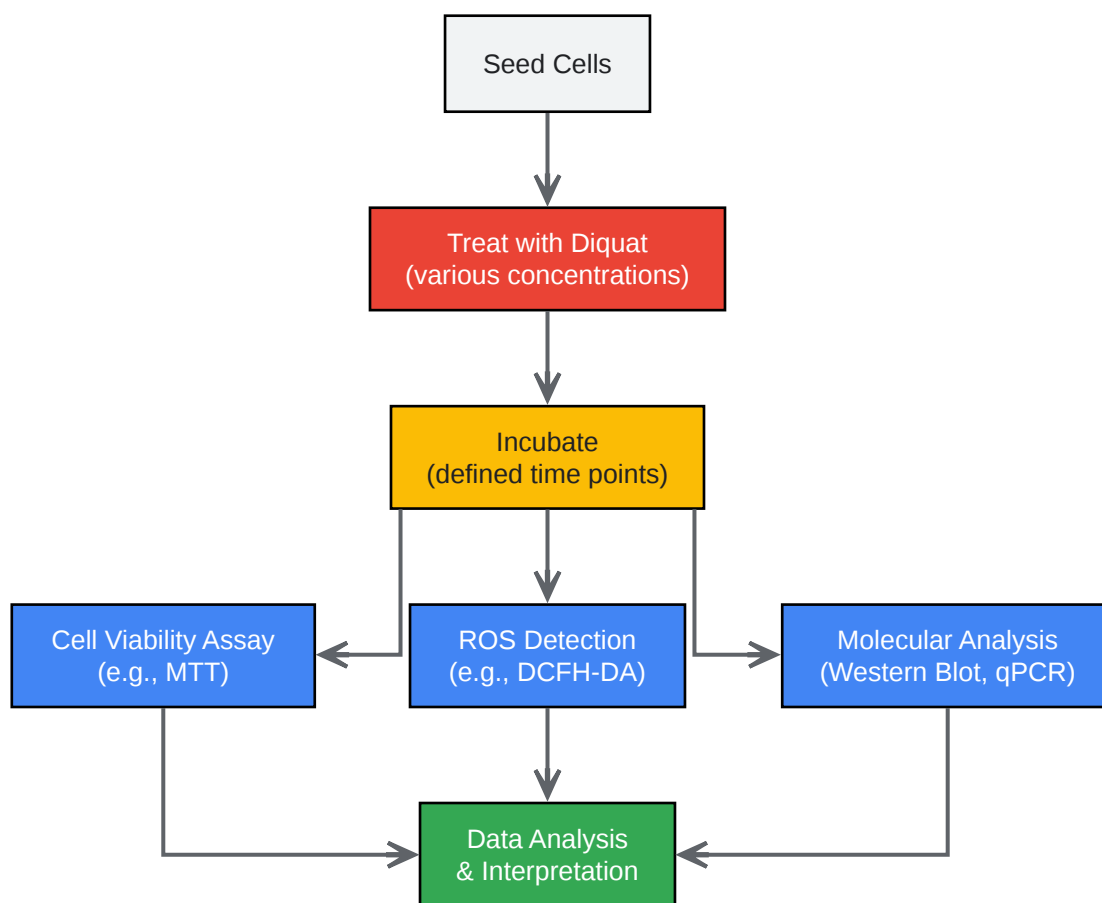 Seed Cells
Treat with Diquat
(various concentrations)
Incubate
(defined time points)
Cell Viability Assay
(e.g., MTT)
ROS Detection
(e.g., DCFH-DA)
Molecular Analysis
(Western Blot, qPCR)
Data Analysis
& Interpretation